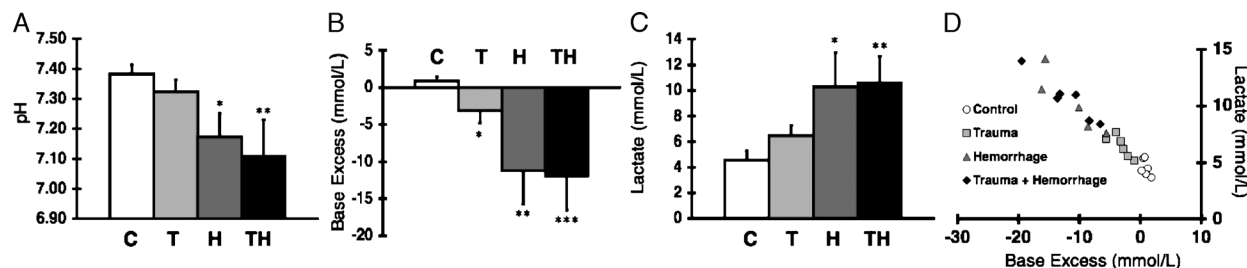 A
pH
7.50
7.40
7.30
7.20
7.10
7.00
6.90
*
**
C T H TH
B
Base Excess (mmol/L)
5
0
-5
-10
-15
-20
C T H TH
*
**
***
C
Lactate (mmol/L)
14
12
10
8
6
4
2
0
*
**
C T H TH
D
Control
Trauma
Hemorrhage
Trauma + Hemorrhage
15
10
5
0
Lactate (mmol/L)
-30 -20 -10 0 10
Base Excess (mmol/L)